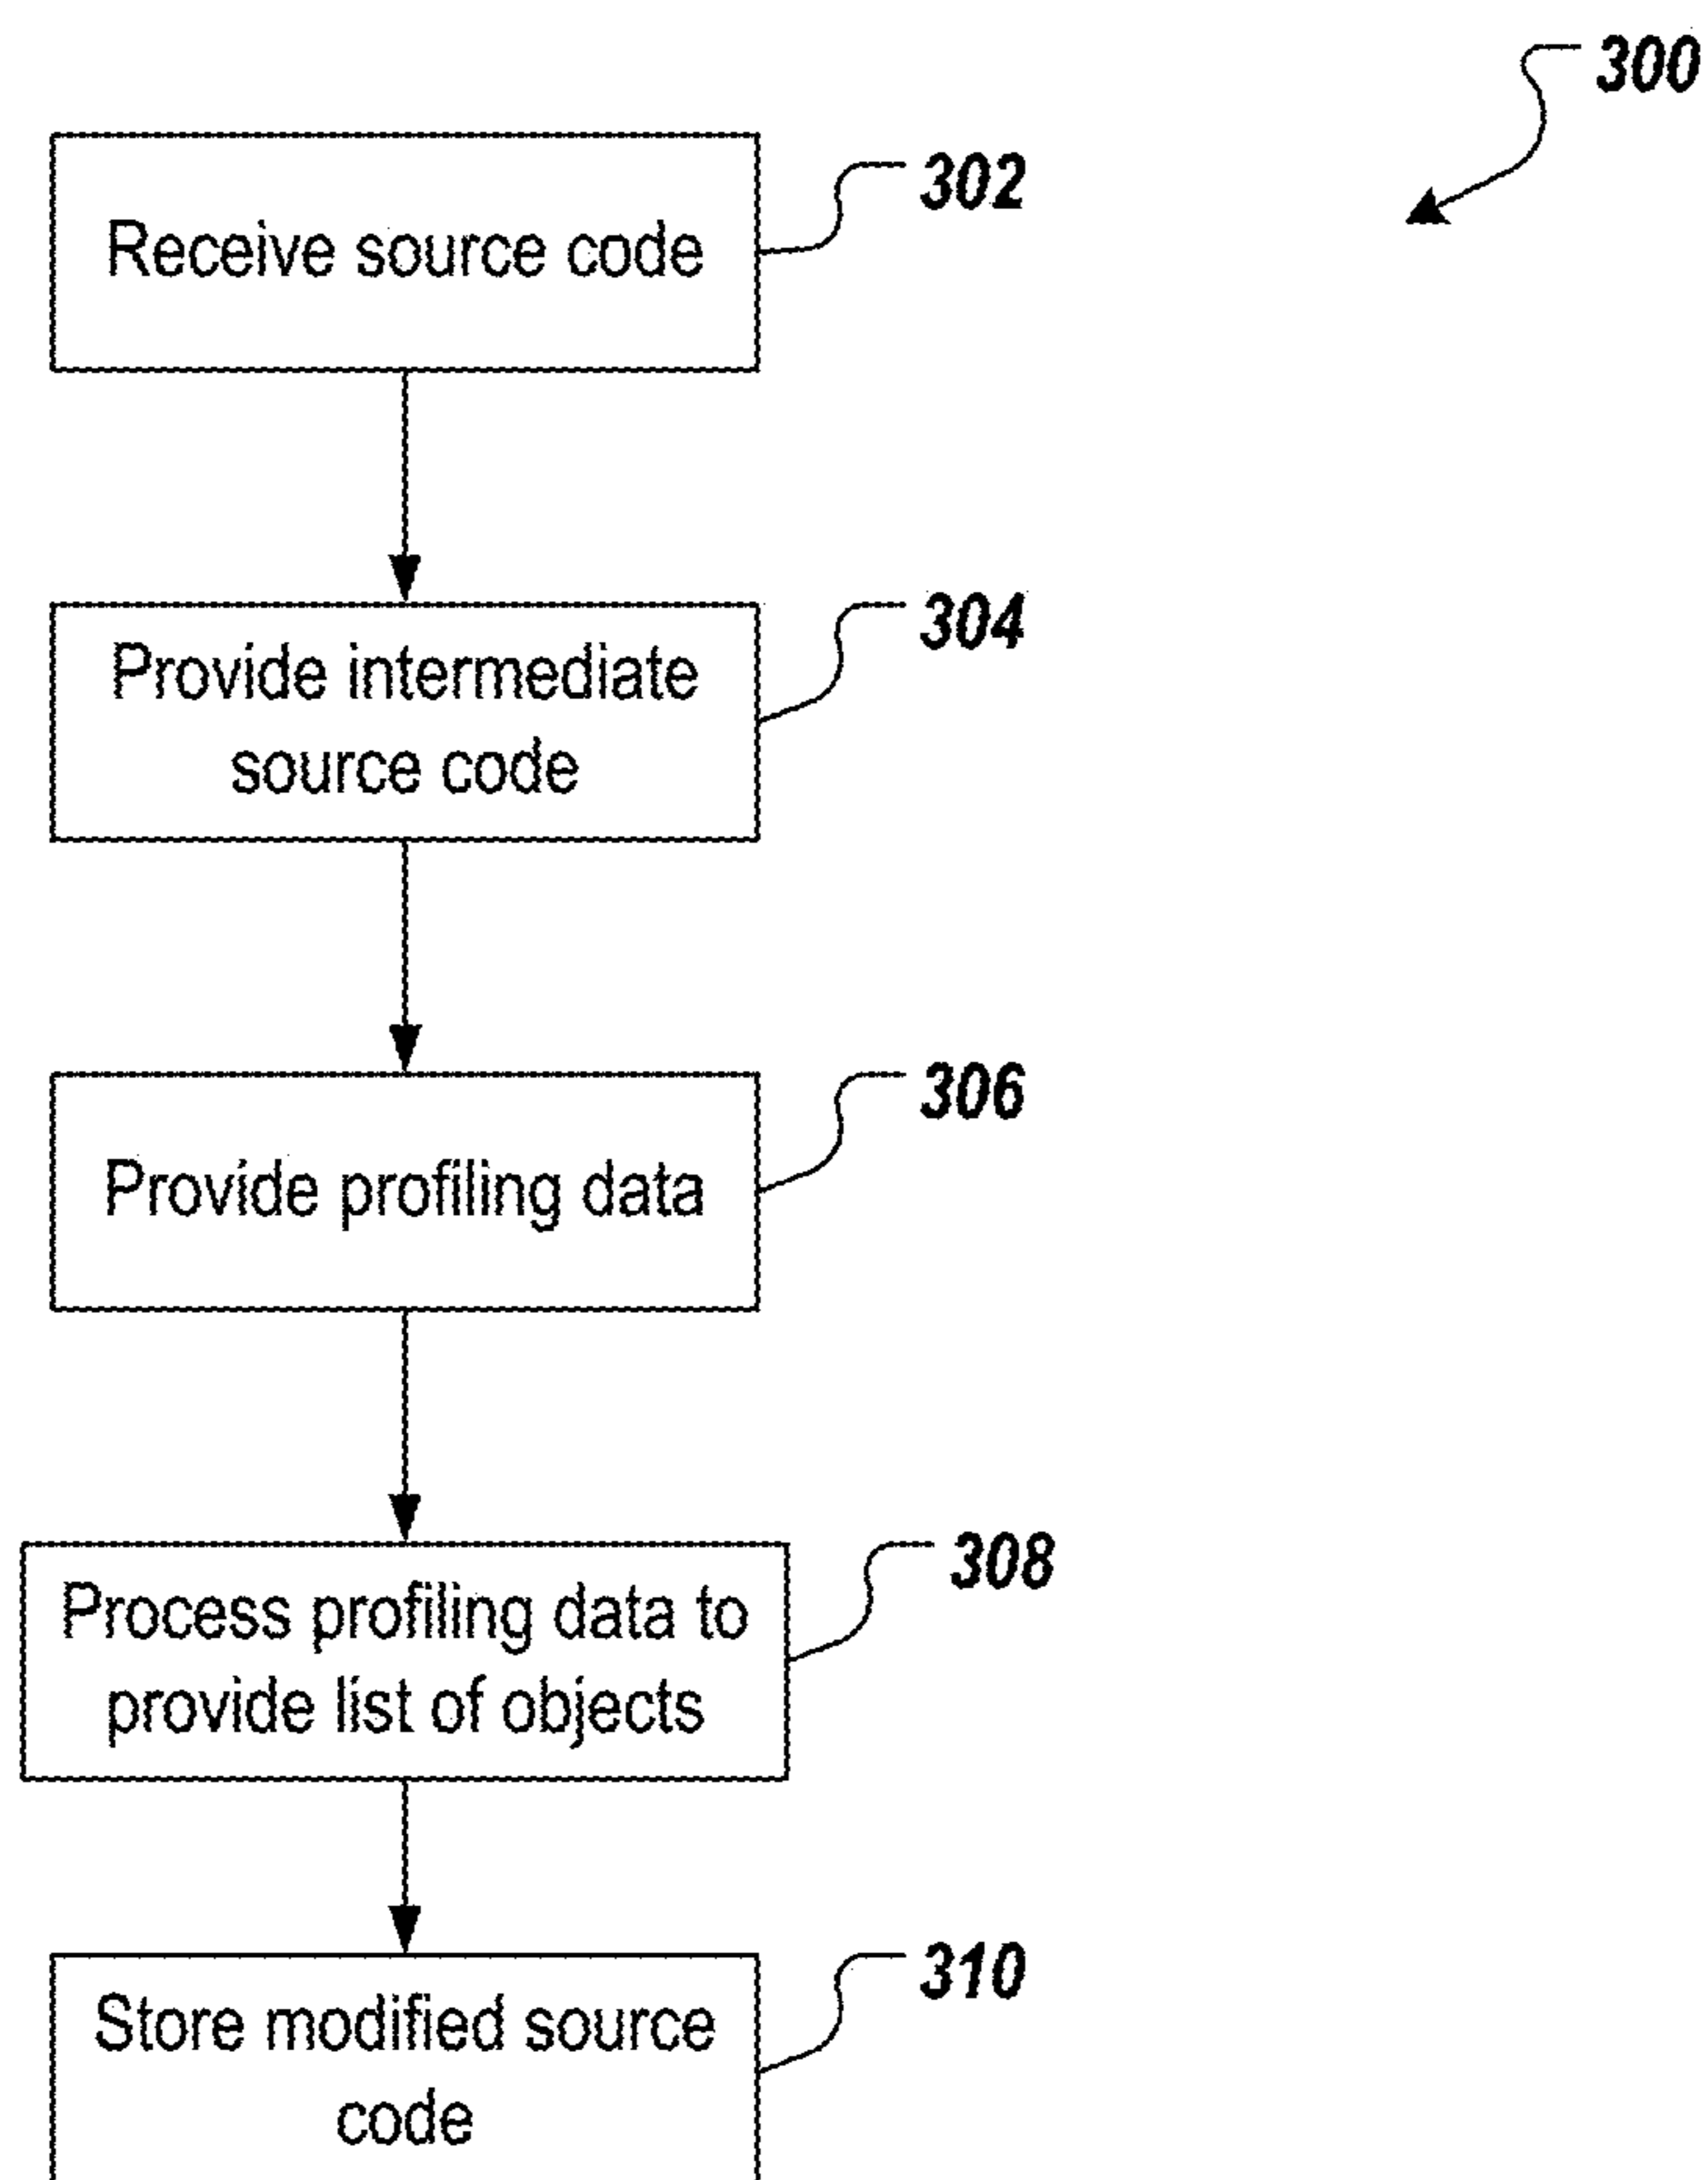 300
Receive source code
302
Provide intermediate
source code
304
Provide profiling data
306
Process profiling data to
provide list of objects
308
Store modified source
code
310